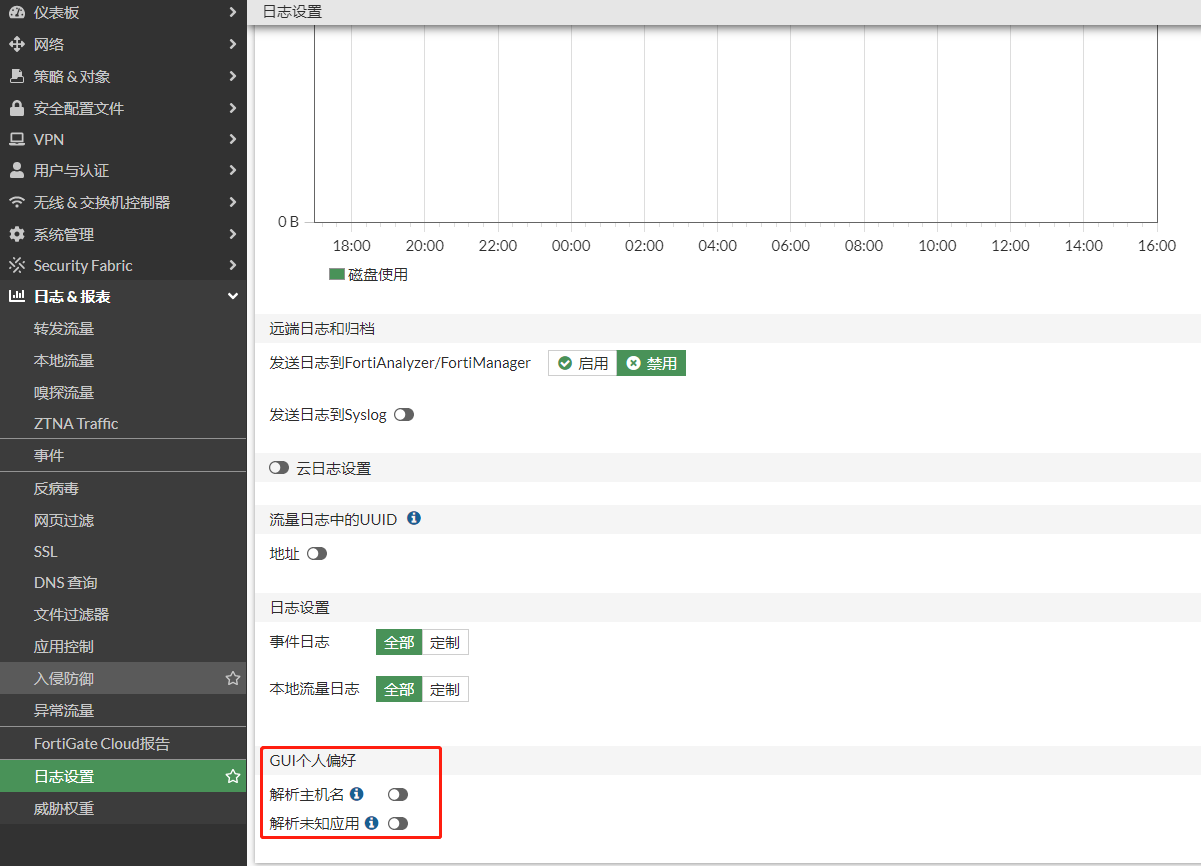 仪表板
网络
策略 & 对象
安全配置文件
VPN
用户与认证
无线 & 交换机控制器
系统管理
Security Fabric
日志 & 报表
转发流量
本地流量
嗅探流量
ZTNA Traffic
事件
反病毒
网页过滤
SSL
DNS 查询
文件过滤器
应用控制
入侵防御
异常流量
FortiGate Cloud报告
日志设置
威胁权重
日志设置
0 B
18:00 20:00 22:00 00:00 02:00 04:00 06:00 08:00 10:00 12:00 14:00 16:00
磁盘使用
远端日志和归档
发送日志到FortiAnalyzer/FortiManager 启用 禁用
发送日志到Syslog
云日志设置
流量日志中的UUID
地址
日志设置
事件日志 全部 定制
本地流量日志 全部 定制
GUI个人偏好
解析主机名
解析未知应用